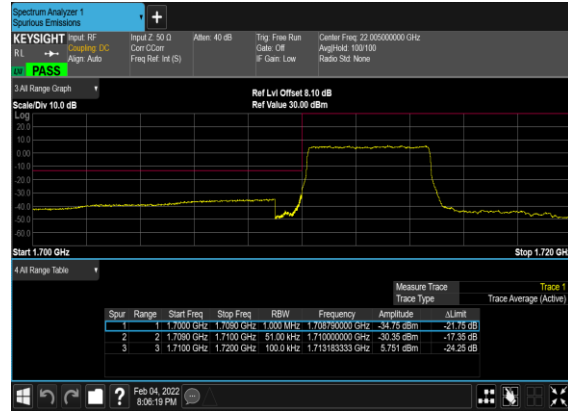 Spectrum Analyzer 1
Spurious Emissions
KEYSIGHT Input: RF Input Z: 50 Ω Atten: 40 dB Trig: Free Run Center Freq: 22.005000000 GHz
RL Coupling: DC Corr CCorr Gate: Off Avg|Hold: 100/100
Align: Auto Freq Ref: Int (S) IF Gain: Low Radio Std: None
PASS
3 All Range Graph
Ref Lvl Offset 8.10 dB
Scale/Div 10.0 dB Ref Value 30.00 dBm
Log
20.0
10.0
0.00
-10.0
-20.0
-30.0
-40.0
-50.0
-60.0
Start 1.700 GHz Stop 1.720 GHz
4 All Range Table
Measure Trace Trace 1
Trace Type Trace Average (Active)
Spur Range Start Freq Stop Freq RBW Frequency Amplitude ΔLimit
1 1 1.7000 GHz 1.7090 GHz 1.000 MHz 1.708790000 GHz -34.75 dBm -21.75 dB
2 2 1.7090 GHz 1.7100 GHz 51.00 kHz 1.710000000 GHz -30.35 dBm -17.35 dB
3 3 1.7100 GHz 1.7200 GHz 100.0 kHz 1.713183333 GHz 5.751 dBm -24.25 dB
Feb 04, 2022
8:06:19 PM